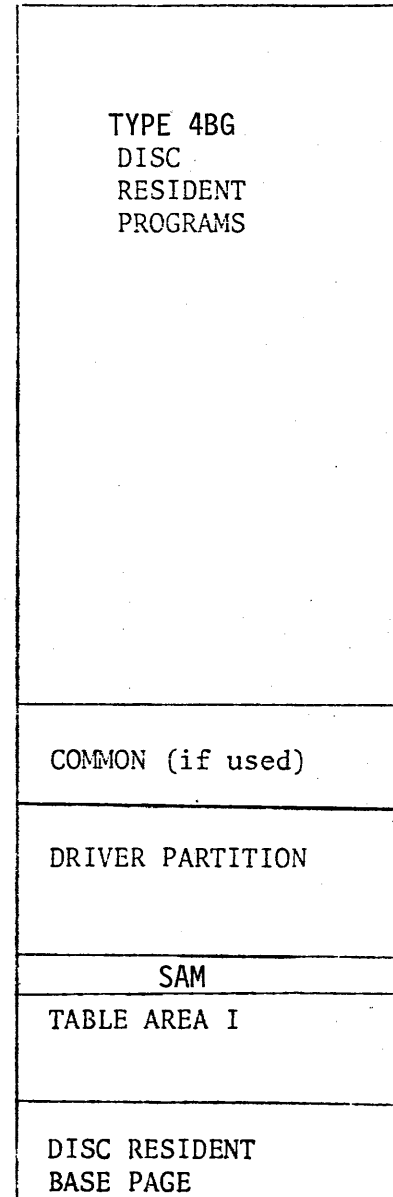 TYPE 4BG
DISC
RESIDENT
PROGRAMS
COMMON (if used)
DRIVER PARTITION
SAM
TABLE AREA I
DISC RESIDENT
BASE PAGE